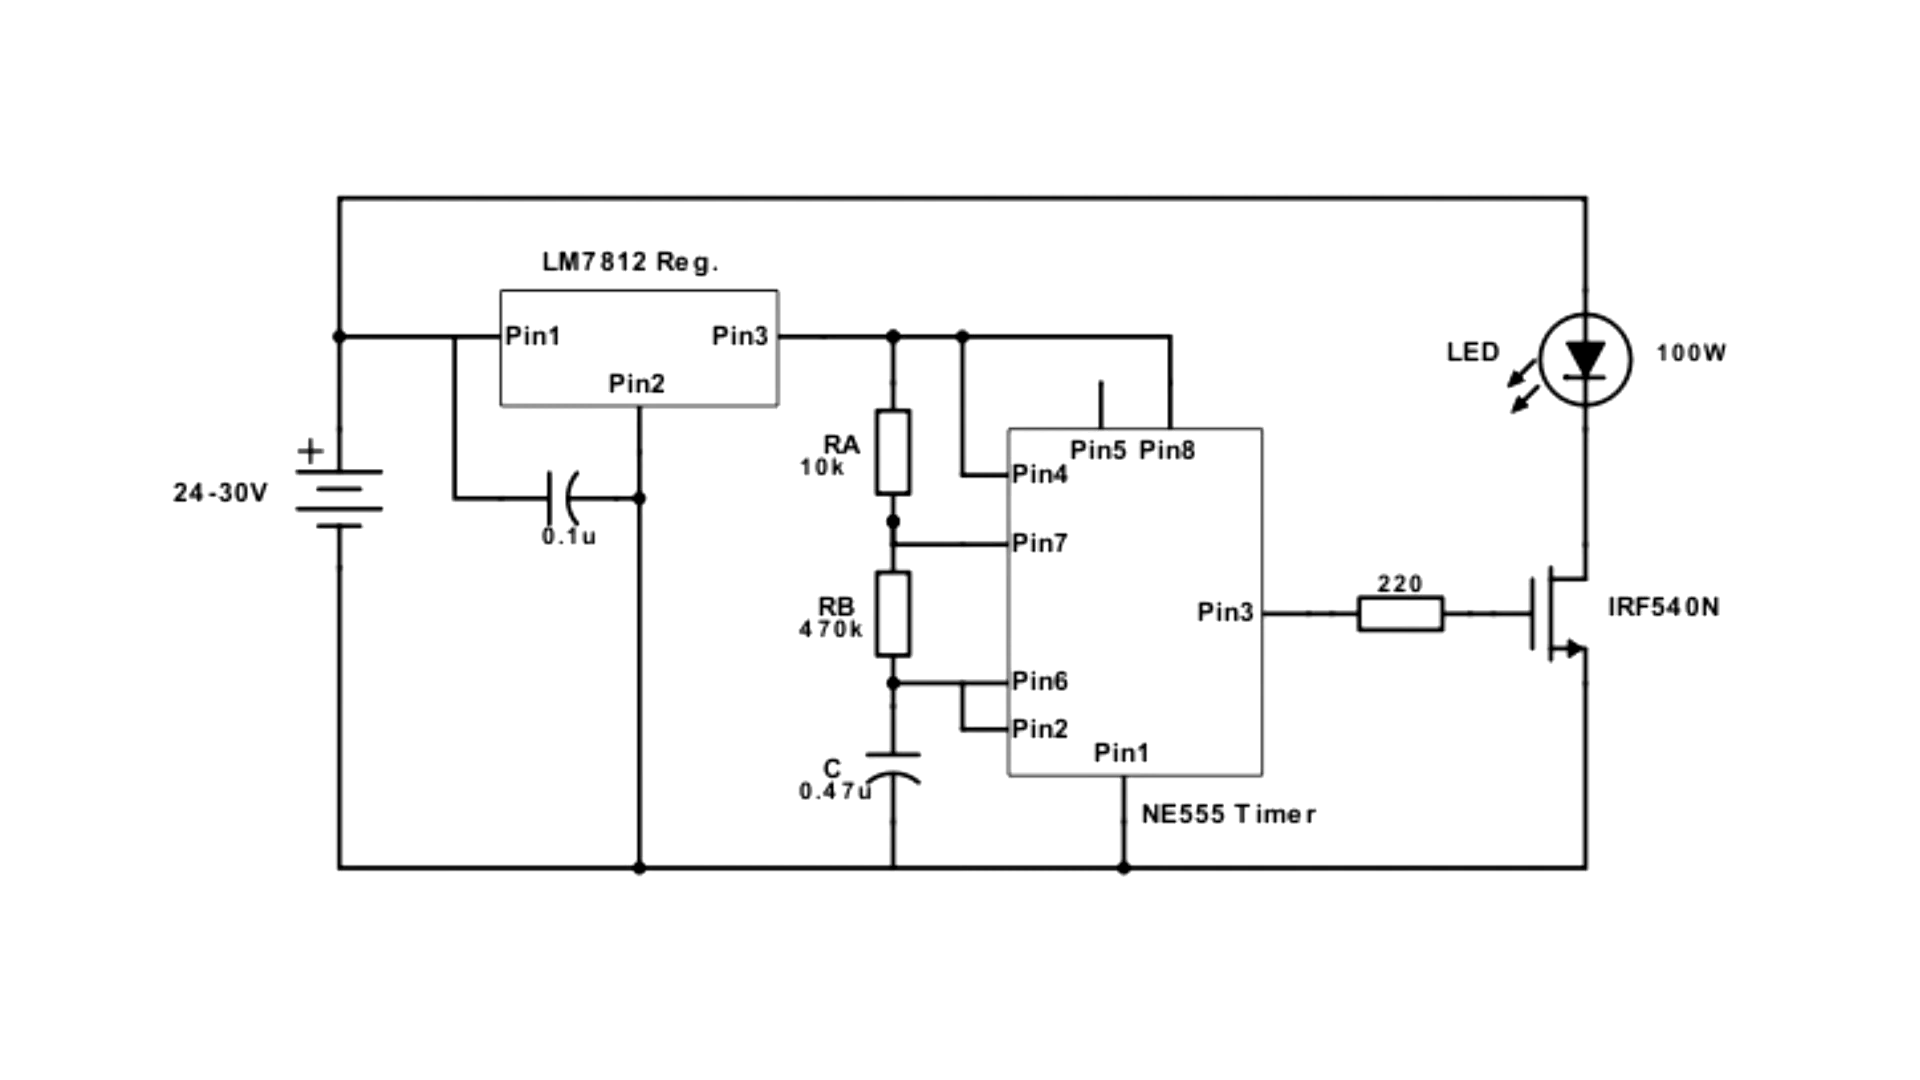 LM7812 Reg.
Pin1
Pin3
Pin2
+
24-30V
0.1u
RA
10k
RB
470k
C
0.47u
Pin5 Pin8
Pin4
Pin7
Pin3
Pin6
Pin2
Pin1
NE555 Timer
220
LED
100W
IRF540N